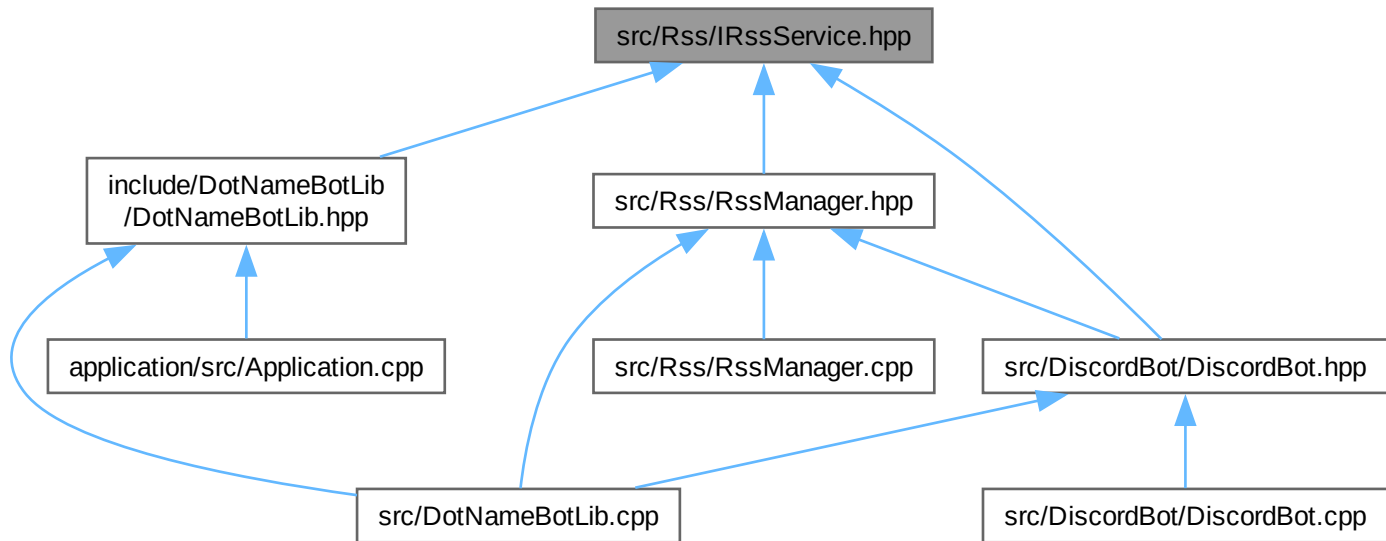 src/Rss/IRssService.hpp
include/DotNameBotLib
/DotNameBotLib.hpp
src/Rss/RssManager.hpp
application/src/Application.cpp
src/Rss/RssManager.cpp
src/DiscordBot/DiscordBot.hpp
src/DotNameBotLib.cpp
src/DiscordBot/DiscordBot.cpp